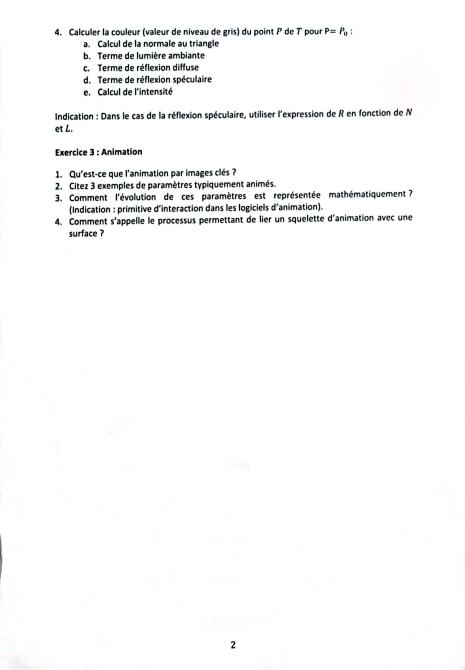 4. Calculer la couleur (valeur de niveau de gris) du point P de T pour P= P₀ :
a. Calcul de la normale au triangle
b. Terme de lumière ambiante
c. Terme de réflexion diffuse
d. Terme de réflexion spéculaire
e. Calcul de l'intensité
Indication : Dans le cas de la réflexion spéculaire, utiliser l'expression de R en fonction de N
et L.
Exercice 3 : Animation
1. Qu'est-ce que l'animation par images clés ?
2. Citez 3 exemples de paramètres typiquement animés.
3. Comment l'évolution de ces paramètres est représentée mathématiquement ?
(Indication : primitive d'interaction dans les logiciels d'animation).
4. Comment s'appelle le processus permettant de lier un squelette d'animation avec une
surface ?
2